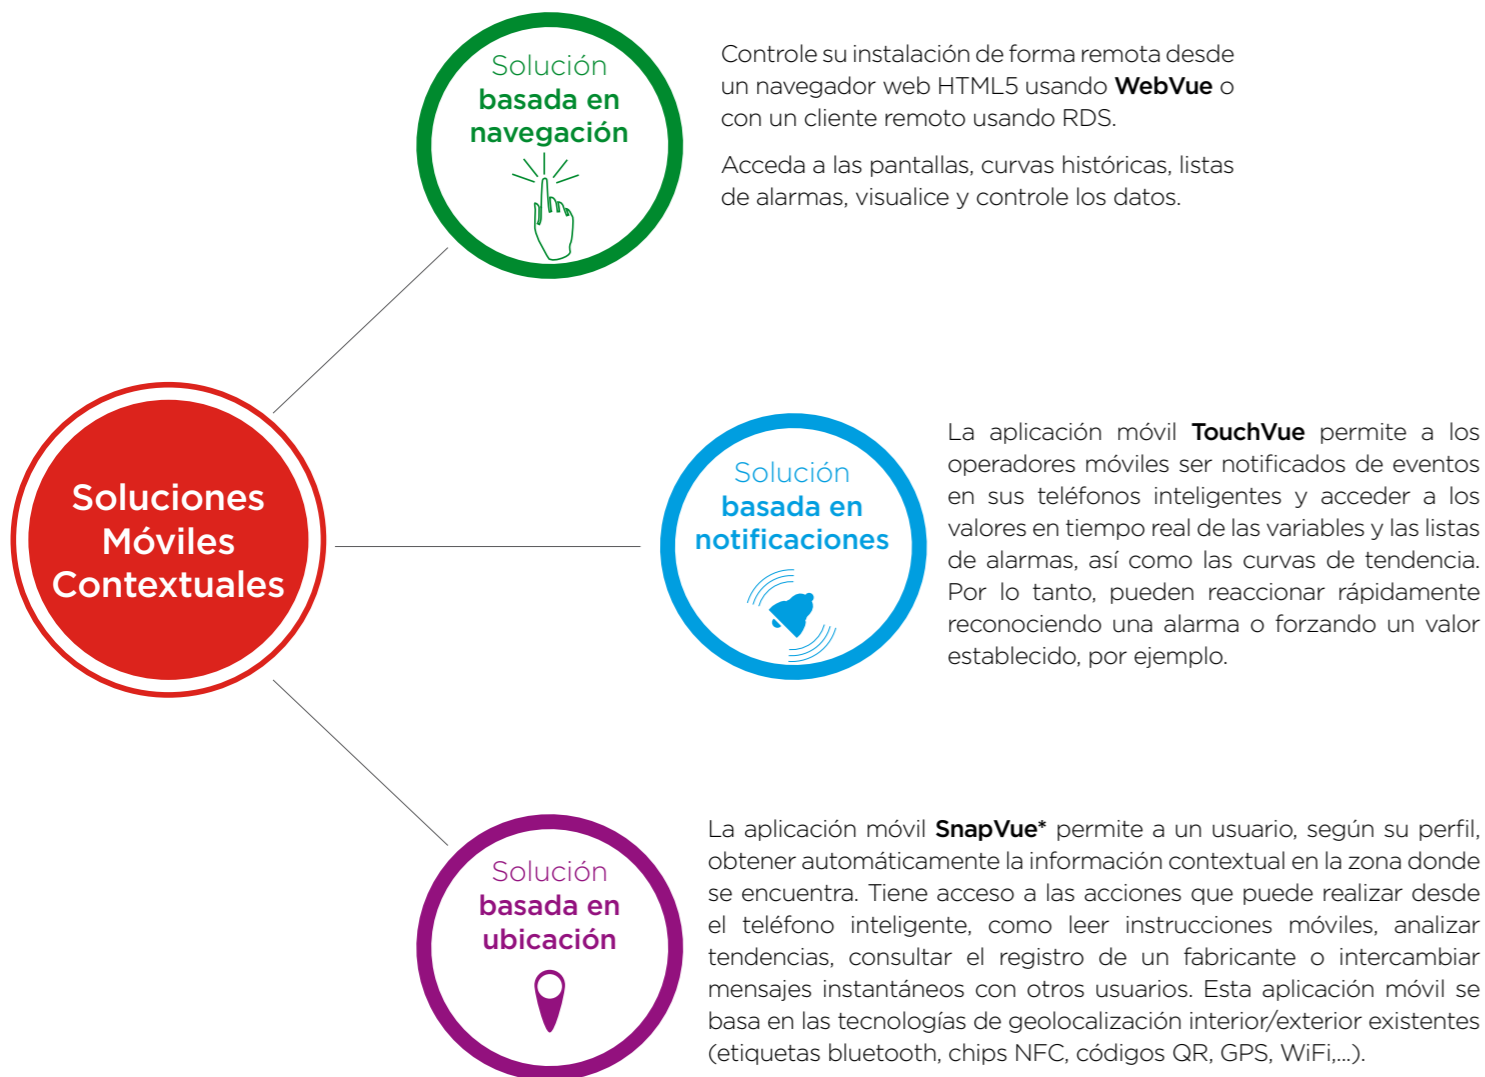 Solución
basada en
navegación
Controle su instalación de forma remota desde
un navegador web HTML5 usando WebVue o
con un cliente remoto usando RDS.
Acceda a las pantallas, curvas históricas, listas
de alarmas, visualice y controle los datos.
Soluciones
Móviles
Contextuales
Solución
basada en
notificaciones
La aplicación móvil TouchVue permite a los
operadores móviles ser notificados de eventos
en sus teléfonos inteligentes y acceder a los
valores en tiempo real de las variables y las listas
de alarmas, así como las curvas de tendencia.
Por lo tanto, pueden reaccionar rápidamente
reconociendo una alarma o forzando un valor
establecido, por ejemplo.
Solución
basada en
ubicación
La aplicación móvil SnapVue* permite a un usuario, según su perfil,
obtener automáticamente la información contextual en la zona donde
se encuentra. Tiene acceso a las acciones que puede realizar desde
el teléfono inteligente, como leer instrucciones móviles, analizar
tendencias, consultar el registro de un fabricante o intercambiar
mensajes instantáneos con otros usuarios. Esta aplicación móvil se
basa en las tecnologías de geolocalización interior/exterior existentes
(etiquetas bluetooth, chips NFC, códigos QR, GPS, WiFi,...).